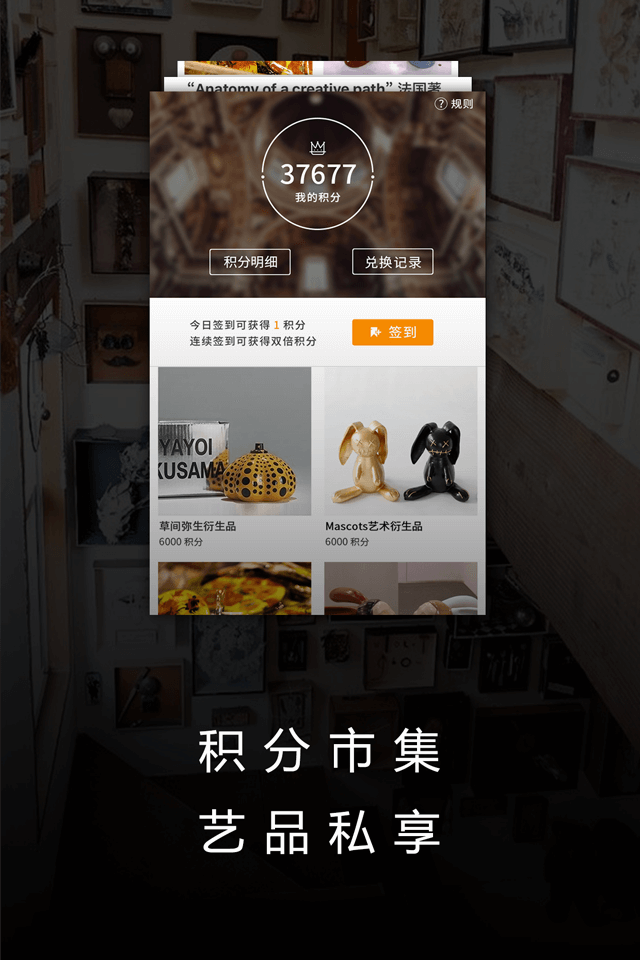 “Anatomy of a creative path” 法国著
? 规则
37677
我的积分
积分明细
兑换记录
今日签到可获得 1 积分
连续签到可获得双倍积分
签到
YAYOI
KUSAMA
草间弥生衍生品
6000 积分
Mascots艺术衍生品
6000 积分
积分市集
艺品私享